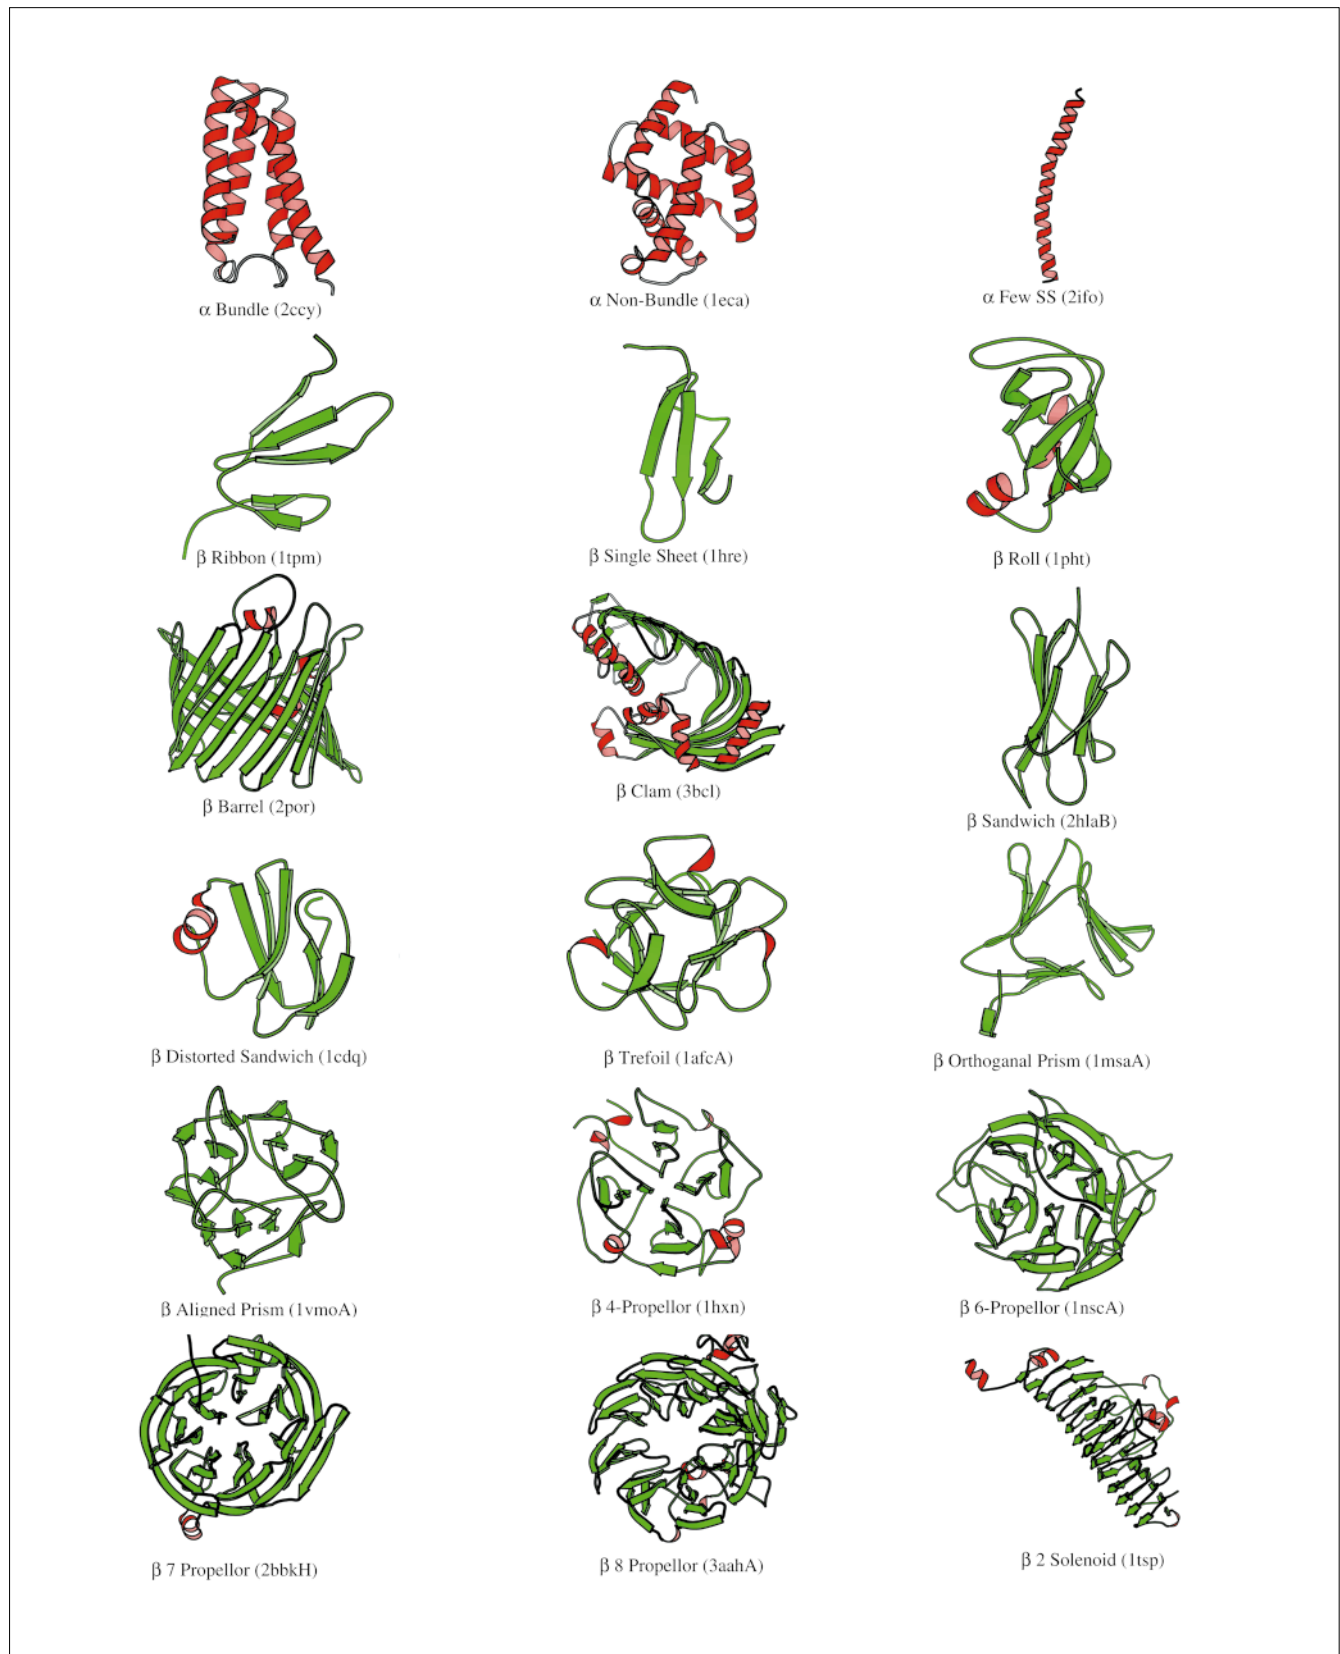 α Bundle (2ccy)
α Non-Bundle (1eca)
α Few SS (2ifo)
β Ribbon (1tpm)
β Single Sheet (1hre)
β Roll (1pht)
β Barrel (2por)
β Clam (3bcl)
β Sandwich (2hlaB)
β Distorted Sandwich (1cdq)
β Trefoil (1afcA)
β Orthoganal Prism (1msaA)
β Aligned Prism (1vmoA)
β 4-Propellor (1hxn)
β 6-Propellor (1nscA)
β 7 Propellor (2bbkH)
β 8 Propellor (3aahA)
β 2 Solenoid (1tsp)